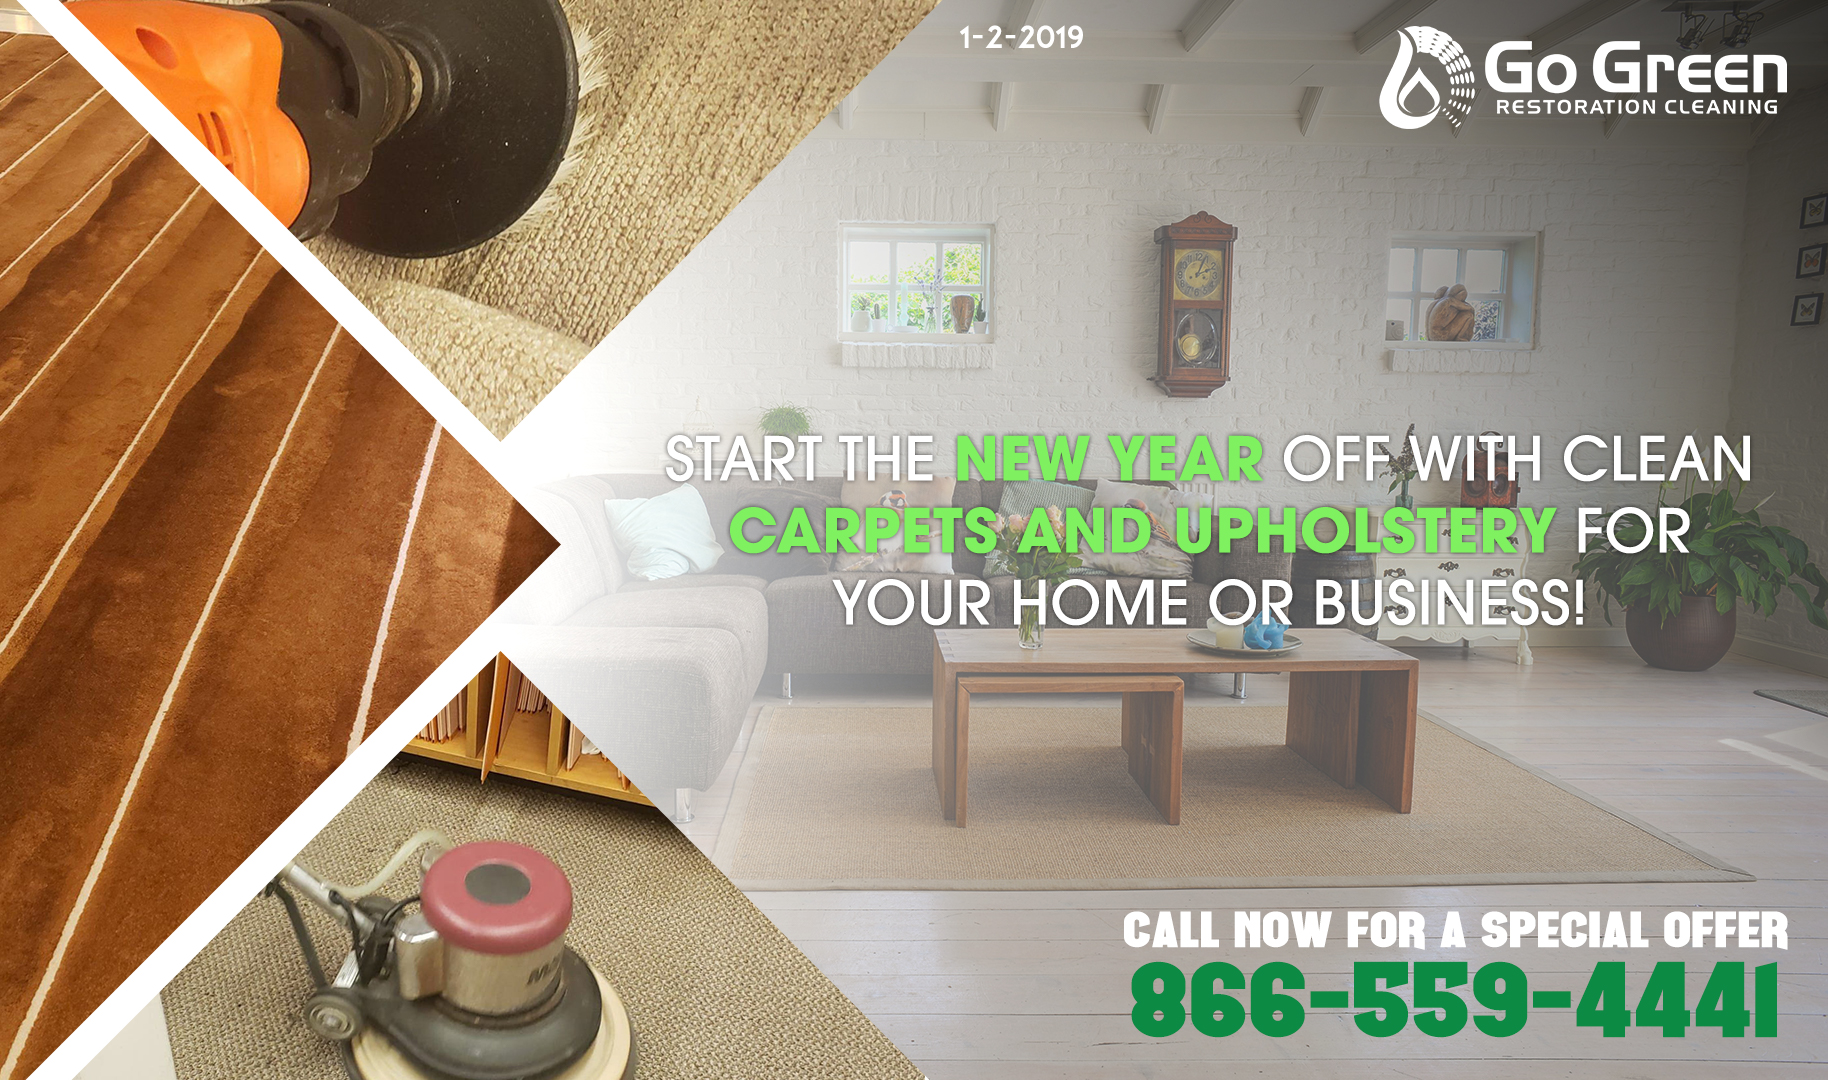 1-2-2019
Go Green
RESTORATION CLEANING
START THE NEW YEAR OFF WITH CLEAN
CARPETS AND UPHOLSTERY FOR
YOUR HOME OR BUSINESS!
CALL NOW FOR A SPECIAL OFFER
866-559-4441